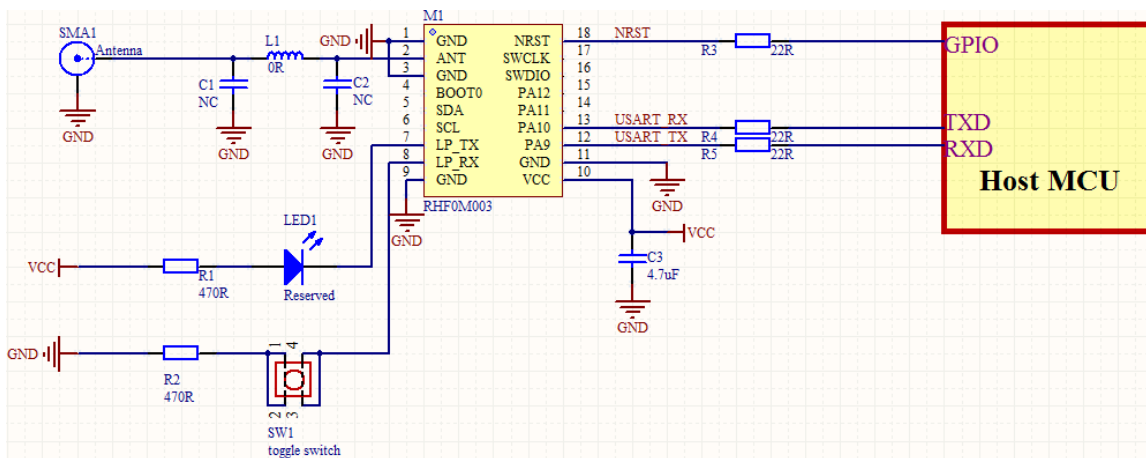 SMA1
Antenna
GND
C1
NC
GND
L1
0R
C2
NC
GND
GND
M1
1 GND NRST 18
2 ANT SWCLK 17
3 GND SWDIO 16
4 BOOT0 PA12 15
5 SDA PA11 14
6 SCL PA10 13
7 LP_TX PA9 12
8 LP_RX GND 11
9 GND VCC 10
RHF0M003
GND
NRST
R3 22R
USART_RX
R4 22R
USART_TX
R5 22R
GND
VCC
C3
4.7uF
GND
GPIO
TXD
RXD
Host MCU
VCC
R1
470R
LED1
Reserved
GND
R2
470R
1 4
2 3
SW1
toggle switch